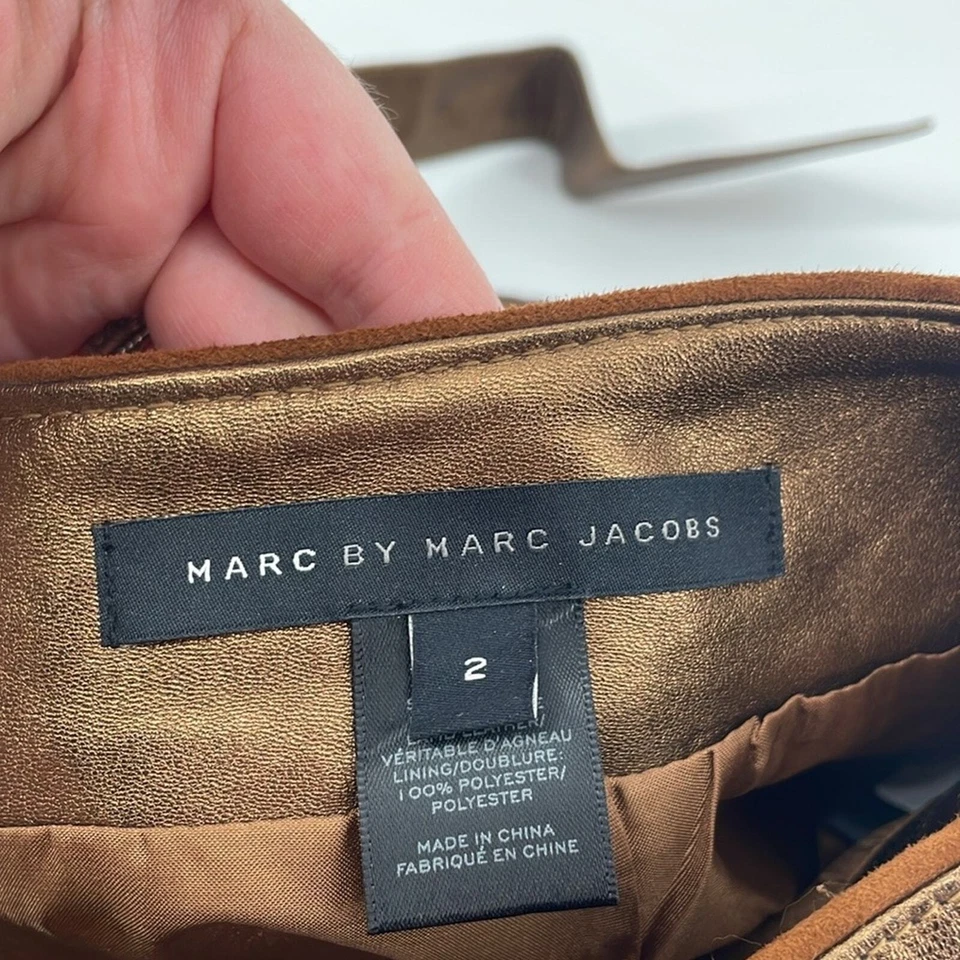 MARC BY MARC JACOBS
2
VÉRITABLE D'AGNEAU
LINING/DOUBLURE:
100% POLYESTER/
POLYESTER
MADE IN CHINA
FABRIQUÉ EN CHINE